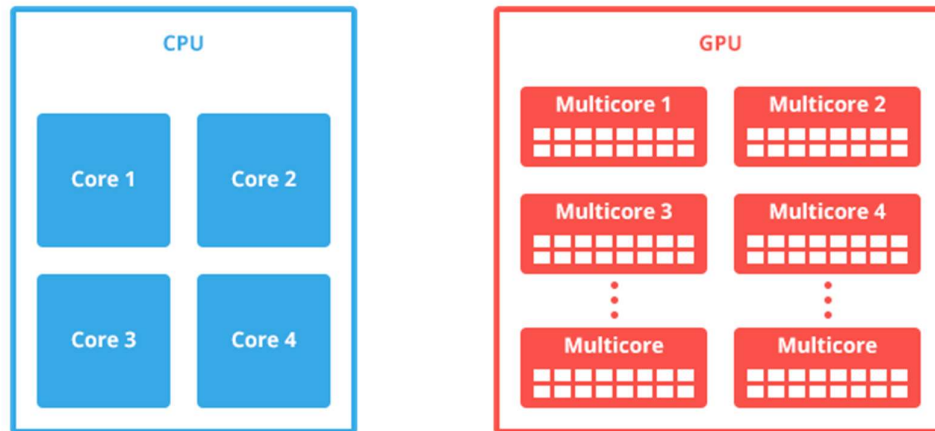 CPU
Core 1
Core 2
Core 3
Core 4
GPU
Multicore 1
Multicore 2
Multicore 3
Multicore 4
Multicore
Multicore